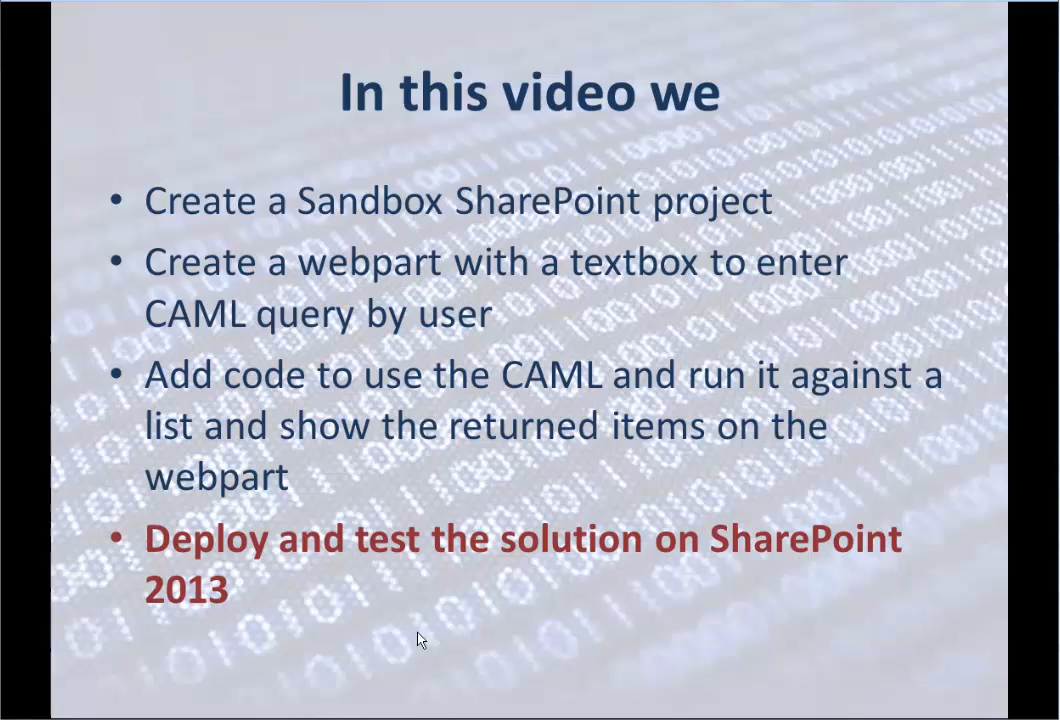 In this video we
• Create a Sandbox SharePoint project
• Create a webpart with a textbox to enter
CAML query by user
• Add code to use the CAML and run it against a
list and show the returned items on the
webpart
• Deploy and test the solution on SharePoint
2013